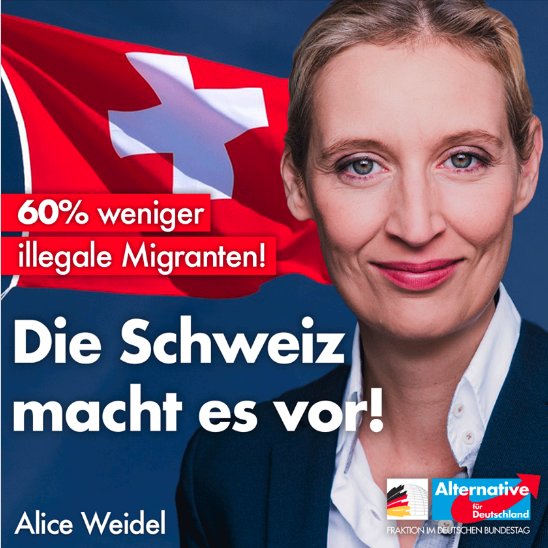 60% weniger
illegale Migranten!
Die Schweiz
macht es vor!
Alice Weidel
Alternative
für
Deutschland
FRAKTION IM DEUTSCHEN BUNDESTAG